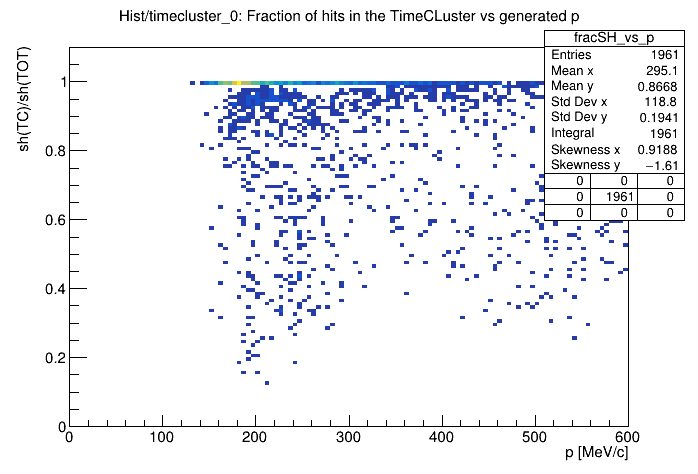 Hist/timecluster_0: Fraction of hits in the TimeCLuster vs generated p
fracSH_vs_p
Entries 1961
Mean x 295.1
Mean y 0.8668
Std Dev x 118.8
Std Dev y 0.1941
Integral 1961
Skewness x 0.9188
Skewness y −1.61
0 0 0
0 1961 0
0 0 0
sh(TC)/sh(TOT)
1
0.8
0.6
0.4
0.2
0
0 100 200 300 400 500 600
p [MeV/c]